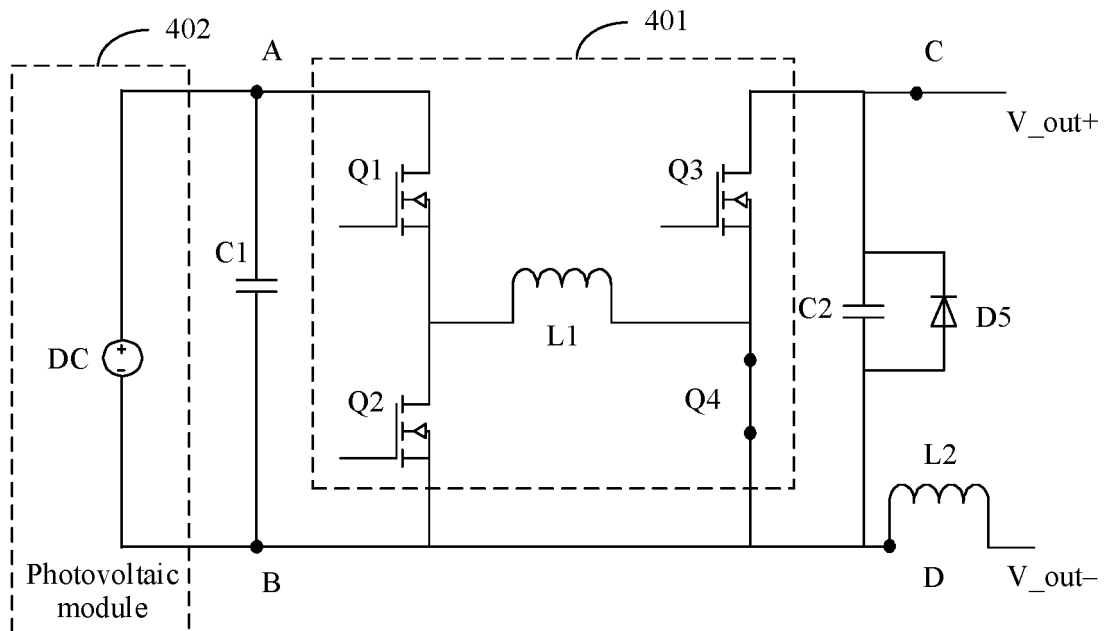 402
A
401
C
V_out+
Q1
Q3
C1
C2
D5
L1
DC
Q2
Q4
L2
B
D
V_out–
Photovoltaic
module